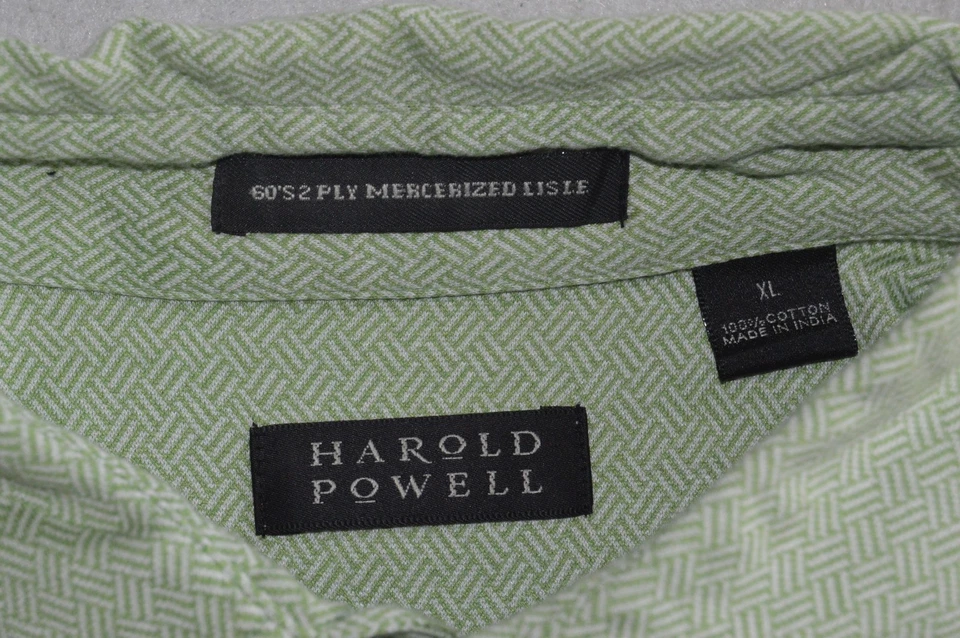 60'S 2 PLY MERCERIZED LISLE
XL
100% COTTON
MADE IN INDIA
HAROLD
POWELL